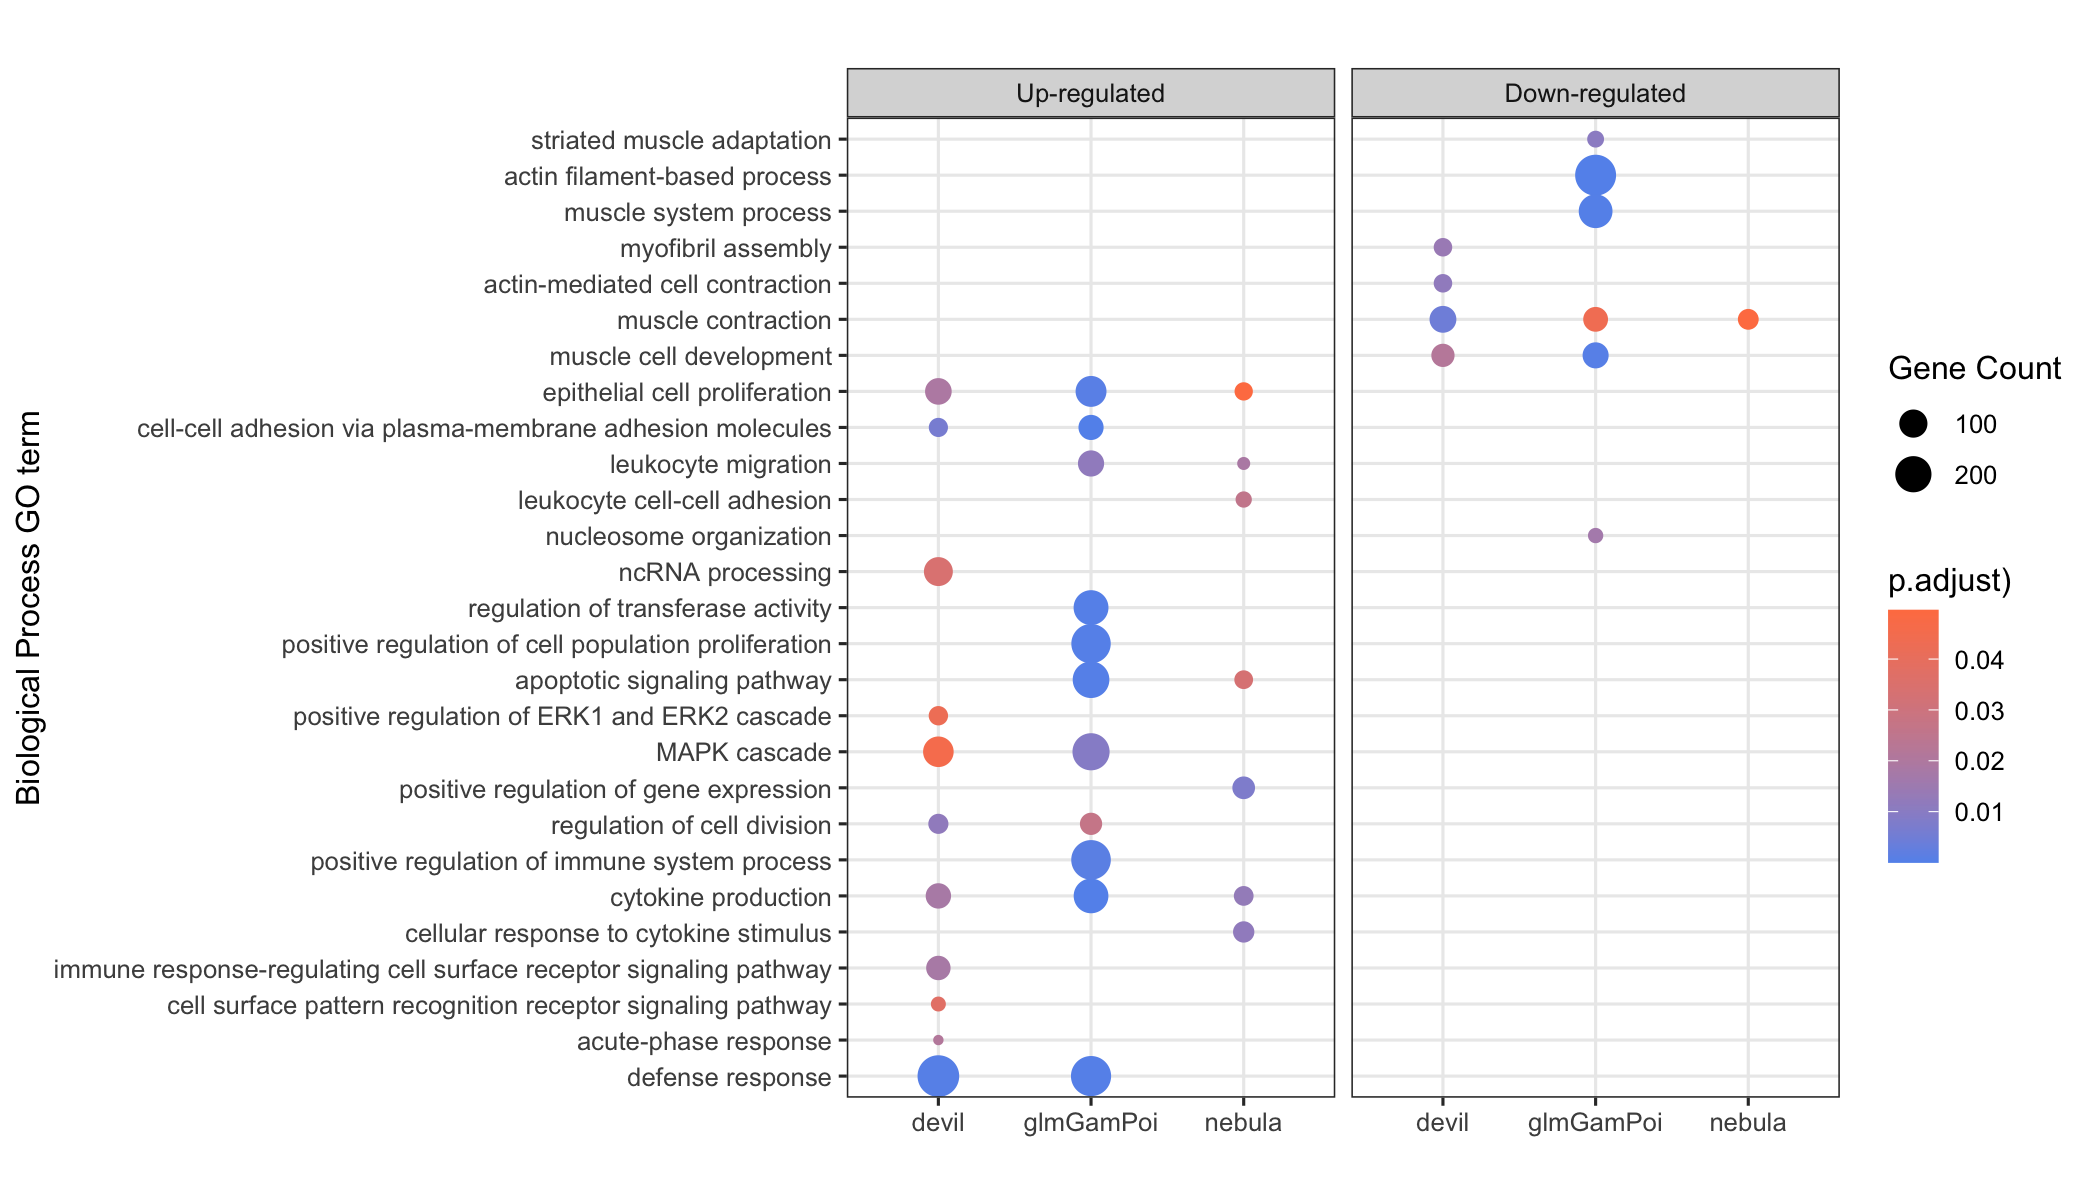 Up-regulated
Down-regulated
Biological Process GO term
striated muscle adaptation
actin filament-based process
muscle system process
myofibril assembly
actin-mediated cell contraction
muscle contraction
muscle cell development
epithelial cell proliferation
cell-cell adhesion via plasma-membrane adhesion molecules
leukocyte migration
leukocyte cell-cell adhesion
nucleosome organization
ncRNA processing
regulation of transferase activity
positive regulation of cell population proliferation
apoptotic signaling pathway
positive regulation of ERK1 and ERK2 cascade
MAPK cascade
positive regulation of gene expression
regulation of cell division
positive regulation of immune system process
cytokine production
cellular response to cytokine stimulus
immune response-regulating cell surface receptor signaling pathway
cell surface pattern recognition receptor signaling pathway
acute-phase response
defense response
devil glmGamPoi nebula
devil glmGamPoi nebula
Gene Count
100
200
p.adjust)
0.04
0.03
0.02
0.01